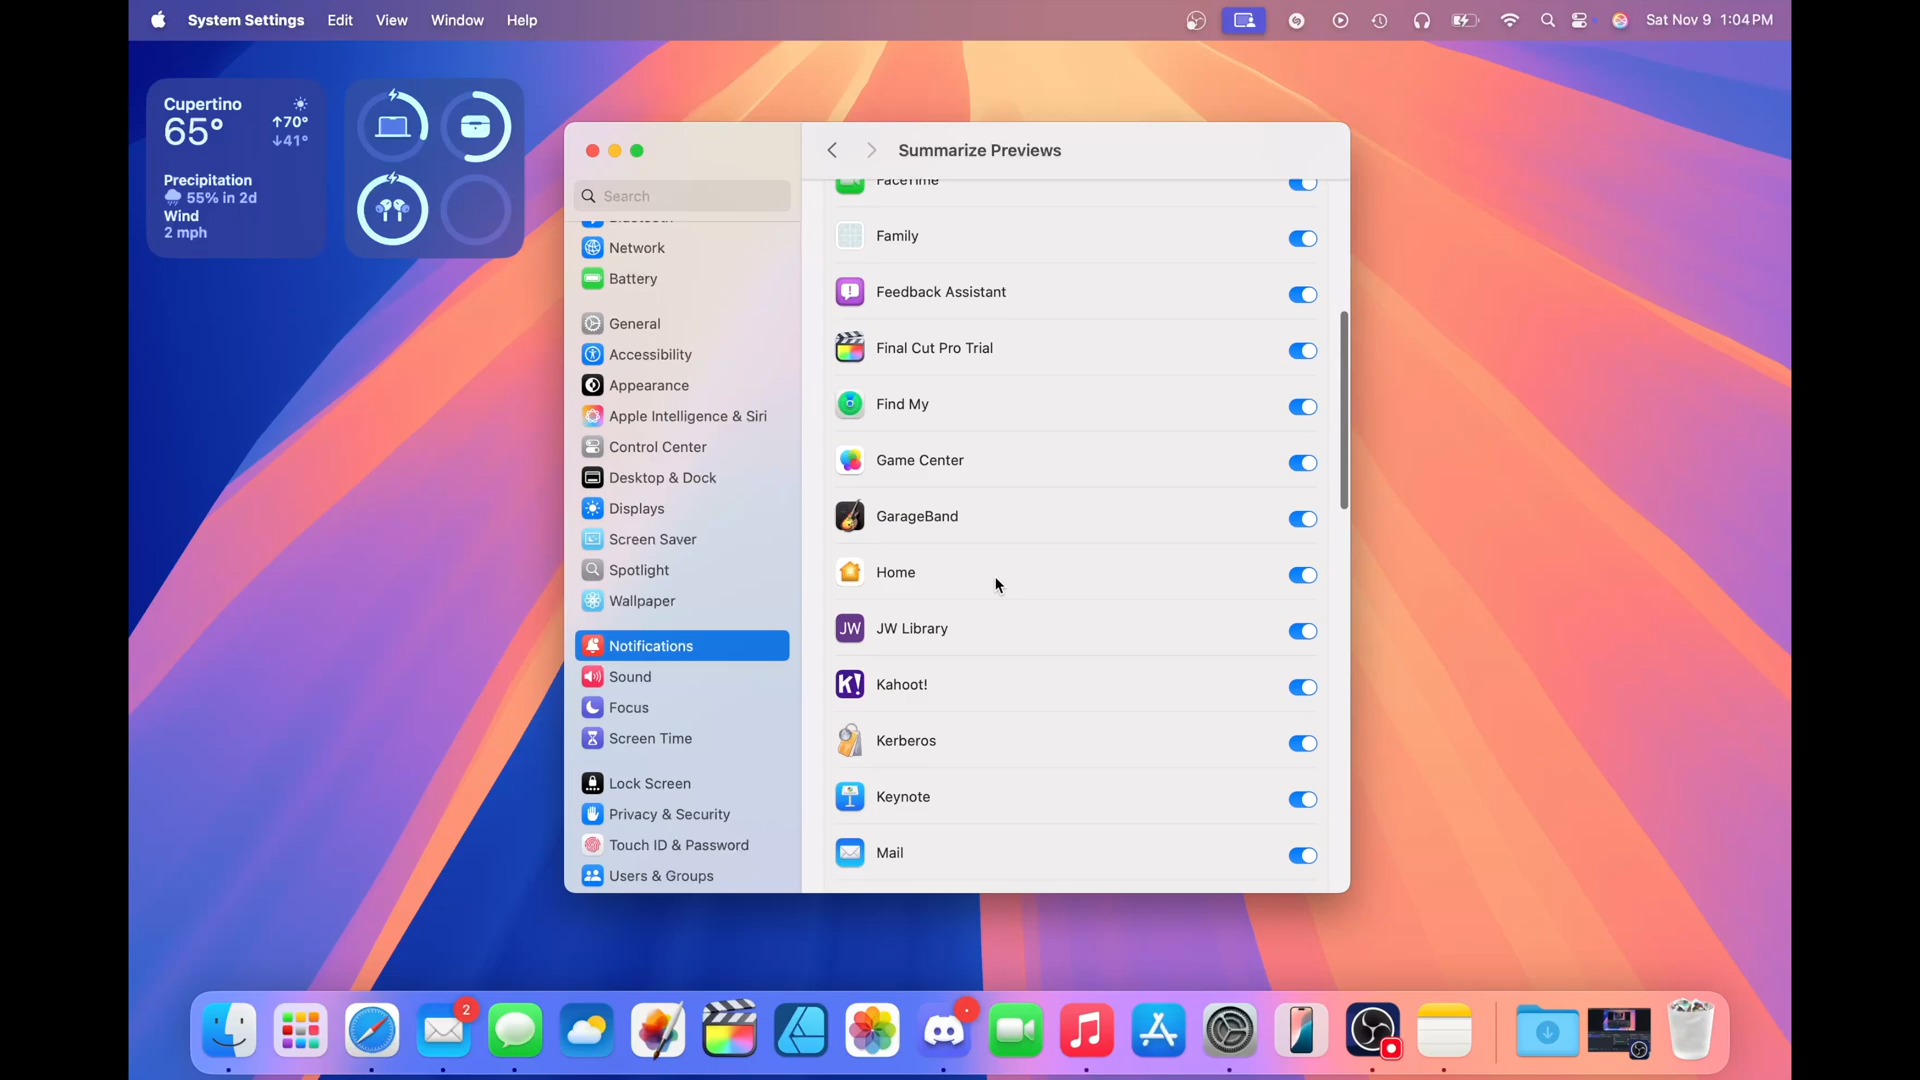 System Settings Edit View Window Help
Sat Nov 9 1:04 PM
Cupertino
65°
↑70°
↓41°
Precipitation
55% in 2d
Wind
2 mph
Summarize Previews
Search
Bluetooth
Network
Battery
General
Accessibility
Appearance
Apple Intelligence & Siri
Control Center
Desktop & Dock
Displays
Screen Saver
Spotlight
Wallpaper
Notifications
Sound
Focus
Screen Time
Lock Screen
Privacy & Security
Touch ID & Password
Users & Groups
FaceTime
Family
Feedback Assistant
Final Cut Pro Trial
Find My
Game Center
GarageBand
Home
JW JW Library
K! Kahoot!
Kerberos
Keynote
Mail
2